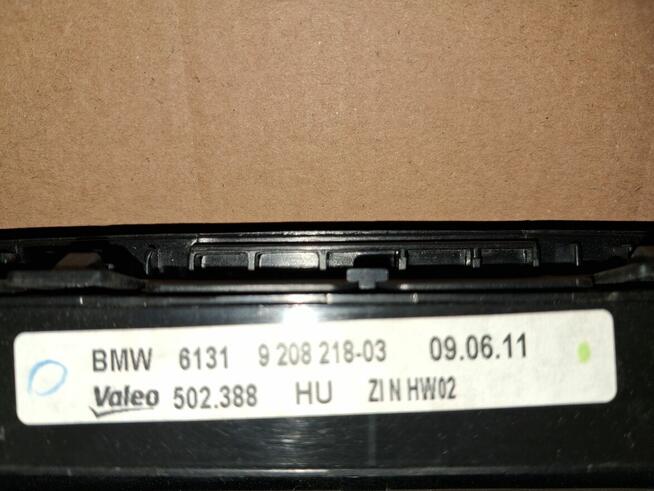 BMW 6131 9 208 218-03 09.06.11
Valeo 502.388 HU ZI N HW02